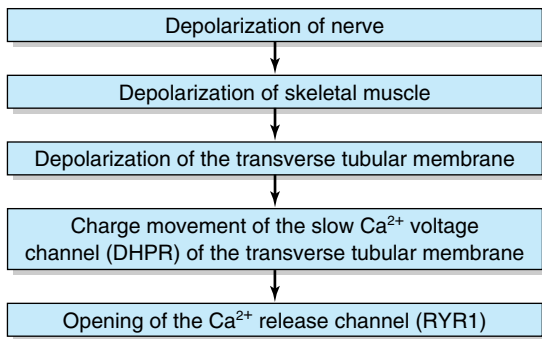 Depolarization of nerve
Depolarization of skeletal muscle
Depolarization of the transverse tubular membrane
Charge movement of the slow Ca²⁺ voltage
channel (DHPR) of the transverse tubular membrane
Opening of the Ca²⁺ release channel (RYR1)